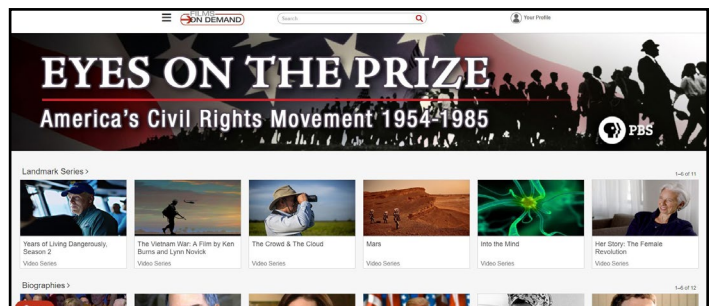 FILMS
ON DEMAND
Search
Your Profile
EYES ON THE PRIZE
America's Civil Rights Movement 1954-1985
PBS
Landmark Series >
1–6 of 11
Years of Living Dangerously,
Season 2
Video Series
The Vietnam War: A Film by Ken
Burns and Lynn Novick
Video Series
The Crowd & The Cloud
Video Series
Mars
Video Series
Into the Mind
Video Series
Her Story: The Female
Revolution
Video Series
Biographies >
1–6 of 12